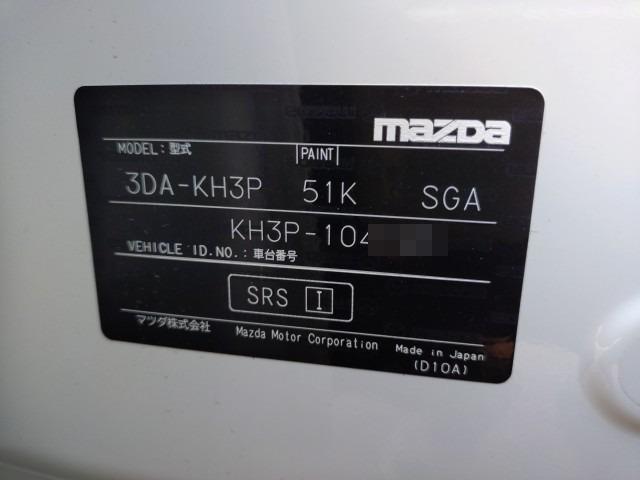 mazda
MODEL: 型式 PAINT
3DA-KH3P 51K SGA
KH3P-104
VEHICLE ID.NO.: 車台番号
SRS I
マツダ株式会社 Mazda Motor Corporation Made in Japan
(D10A)